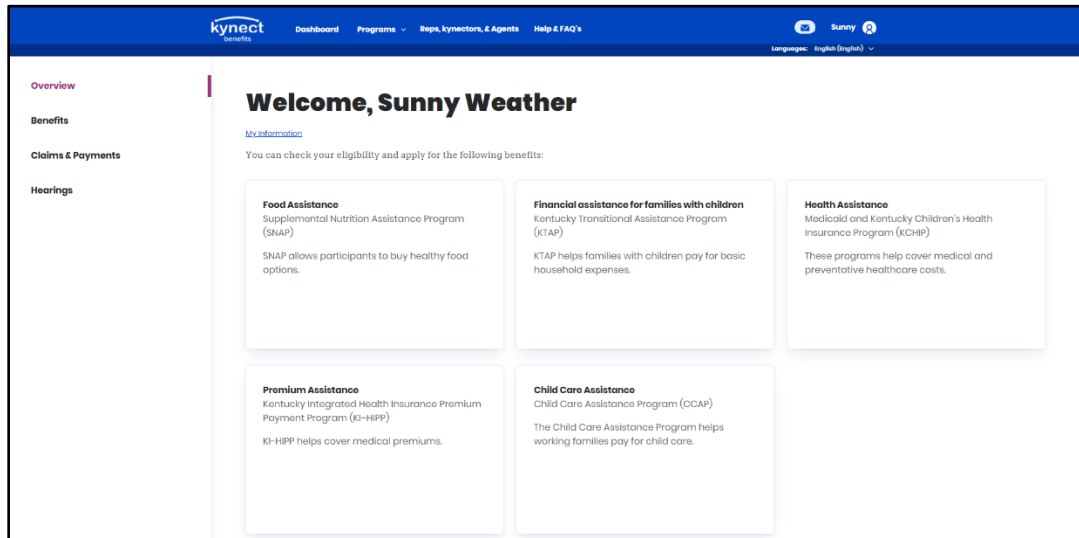 kynect
benefits
Dashboard
Programs
Reps, kynectors, & Agents
Help & FAQ's
Sunny
Languages: English (English)
Overview
Benefits
Claims & Payments
Hearings
Welcome, Sunny Weather
My Information
You can check your eligibility and apply for the following benefits:
Food Assistance
Supplemental Nutrition Assistance Program
(SNAP)
SNAP allows participants to buy healthy food
options.
Financial assistance for families with children
Kentucky Transitional Assistance Program
(KTAP)
KTAP helps families with children pay for basic
household expenses.
Health Assistance
Medicaid and Kentucky Children's Health
Insurance Program (KCHIP)
These programs help cover medical and
preventative healthcare costs.
Premium Assistance
Kentucky Integrated Health Insurance Premium
Payment Program (KI-HIPP)
KI-HIPP helps cover medical premiums.
Child Care Assistance
Child Care Assistance Program (CCAP)
The Child Care Assistance Program helps
working families pay for child care.